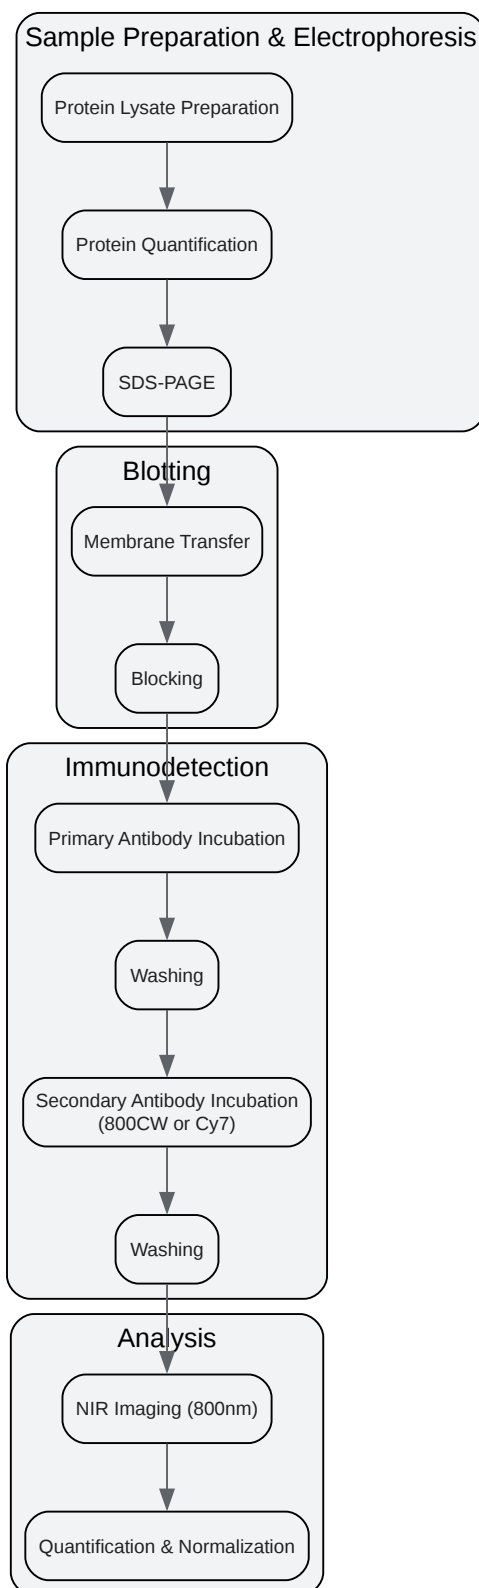 Sample Preparation & Electrophoresis
Protein Lysate Preparation
Protein Quantification
SDS-PAGE
Blotting
Membrane Transfer
Blocking
Immunodetection
Primary Antibody Incubation
Washing
Secondary Antibody Incubation
(800CW or Cy7)
Washing
Analysis
NIR Imaging (800nm)
Quantification & Normalization